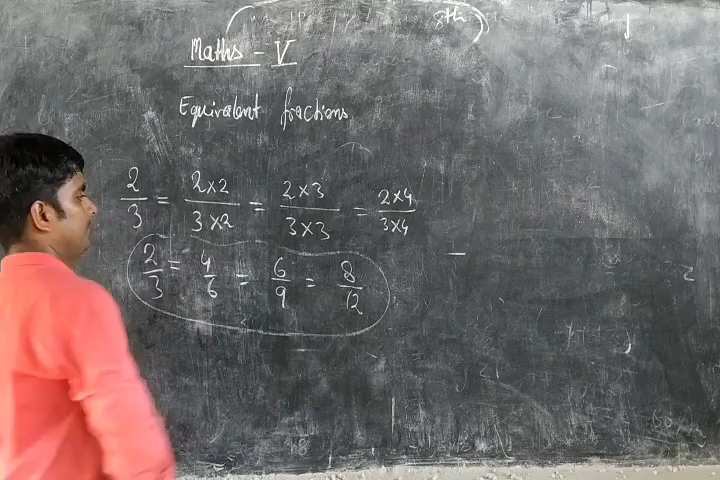 8th
Maths - V
Equivalent fractions
2/3 = 2×2/3×2 = 2×3/3×3 = 2×4/3×4
2/3 = 4/6 = 6/9 = 8/12